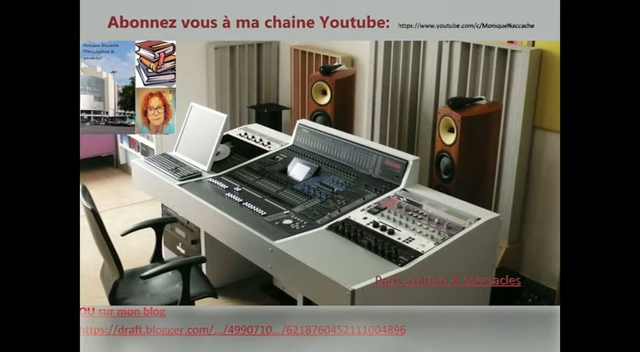 Abonnez vous à ma chaine Youtube: https://www.youtube.com/c/MoniqueNaccache
Paris, culture & spectacles
OU sur mon blog
https://draft.blogger.com/.../4990710.../6218760452111004896